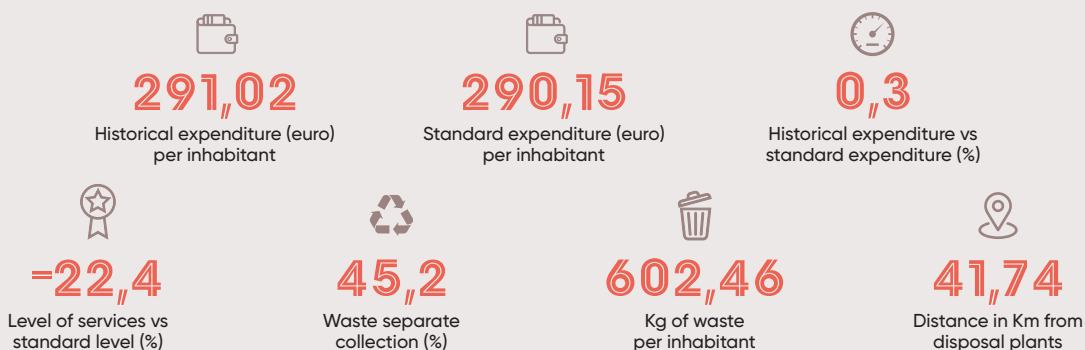 291,02
Historical expenditure (euro)
per inhabitant
290,15
Standard expenditure (euro)
per inhabitant
0,3
Historical expenditure vs
standard expenditure (%)
-22,4
Level of services vs
standard level (%)
45,2
Waste separate
collection (%)
602,46
Kg of waste
per inhabitant
41,74
Distance in Km from
disposal plants